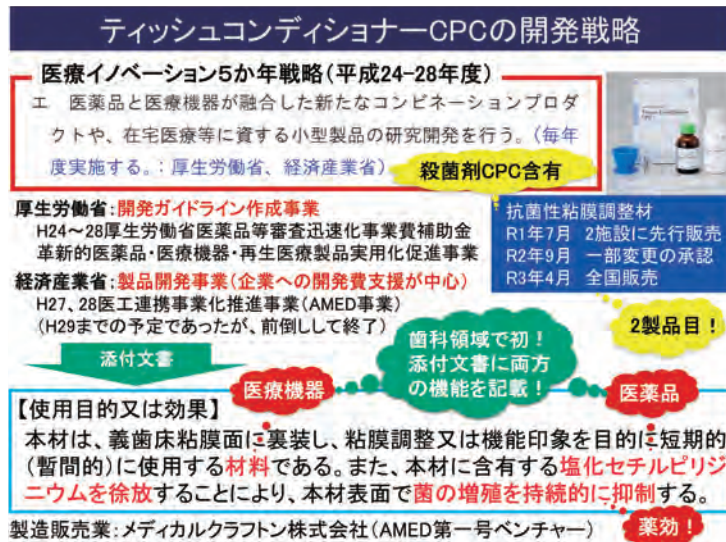 ティッシュコンディショナーCPCの開発戦略
医療イノベーション5か年戦略(平成24-28年度)
エ　医薬品と医療機器が融合した新たなコンビネーションプロダ
クトや、在宅医療等に資する小型製品の研究開発を行う。(毎年
度実施する。:厚生労働省、経済産業省)
殺菌剤CPC含有
厚生労働省:開発ガイドライン作成事業
H24～28厚生労働省医薬品等審査迅速化事業費補助金
革新的医薬品・医療機器・再生医療製品実用化促進事業
経済産業省:製品開発事業(企業への開発費支援が中心)
H27、28医工連携事業化推進事業(AMED事業)
(H29までの予定であったが、前倒しして終了)
抗菌性粘膜調整材
R1年7月　2施設に先行販売
R2年9月　一部変更の承認
R3年4月　全国販売
2製品目!
添付文書
歯科領域で初!
添付文書に両方
の機能を記載!
医療機器
医薬品
【使用目的又は効果】
本材は、義歯床粘膜面に裏装し、粘膜調整又は機能印象を目的に短期的
(暫間的)に使用する材料である。また、本材に含有する塩化セチルピリジ
ニウムを徐放することにより、本材表面で菌の増殖を持続的に抑制する。
製造販売業:メディカルクラフトン株式会社(AMED第一号ベンチャー)
薬効!